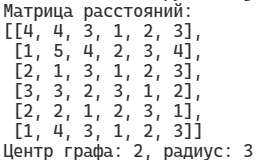 Матрица расстояний:
[[4, 4, 3, 1, 2, 3],
[1, 5, 4, 2, 3, 4],
[2, 1, 3, 1, 2, 3],
[3, 3, 2, 3, 1, 2],
[2, 2, 1, 2, 3, 1],
[1, 4, 3, 1, 2, 3]]
Центр графа: 2, радиус: 3